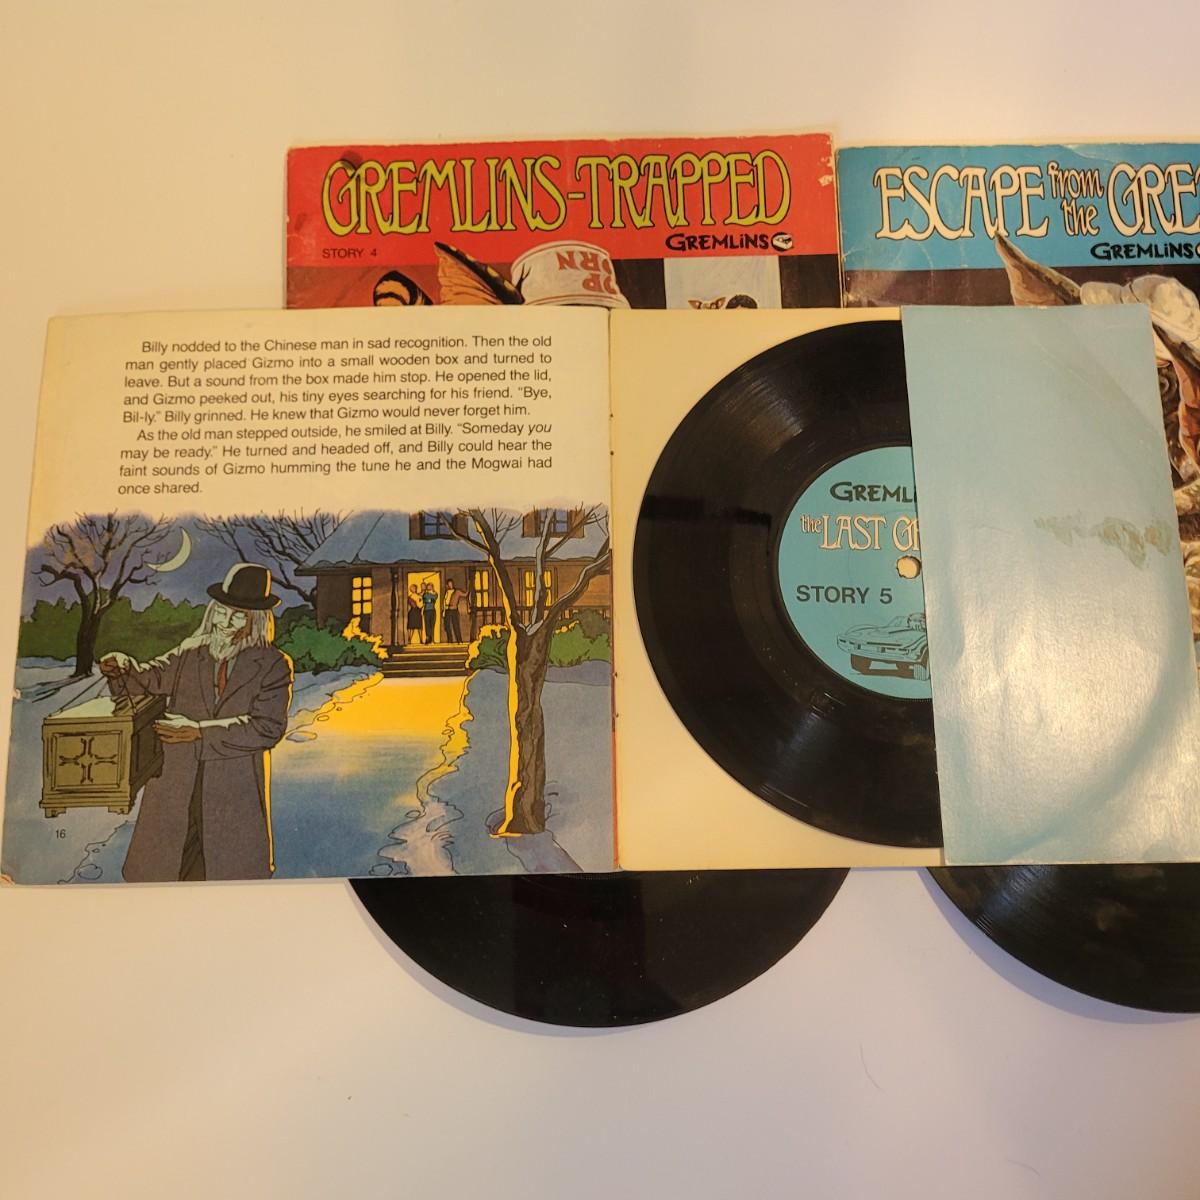 GREMLINS-TRAPPED
GREMLINS
STORY 4
ESCAPE from the
GREMLINS
Billy nodded to the Chinese man in sad recognition. Then the old
man gently placed Gizmo into a small wooden box and turned to
leave. But a sound from the box made him stop. He opened the lid,
and Gizmo peeked out, his tiny eyes searching for his friend. "Bye,
Bil-ly." Billy grinned. He knew that Gizmo would never forget him.
As the old man stepped outside, he smiled at Billy. "Someday you
may be ready." He turned and headed off, and Billy could hear the
faint sounds of Gizmo humming the tune he and the Mogwai had
once shared.
16
the LAST
STORY 5